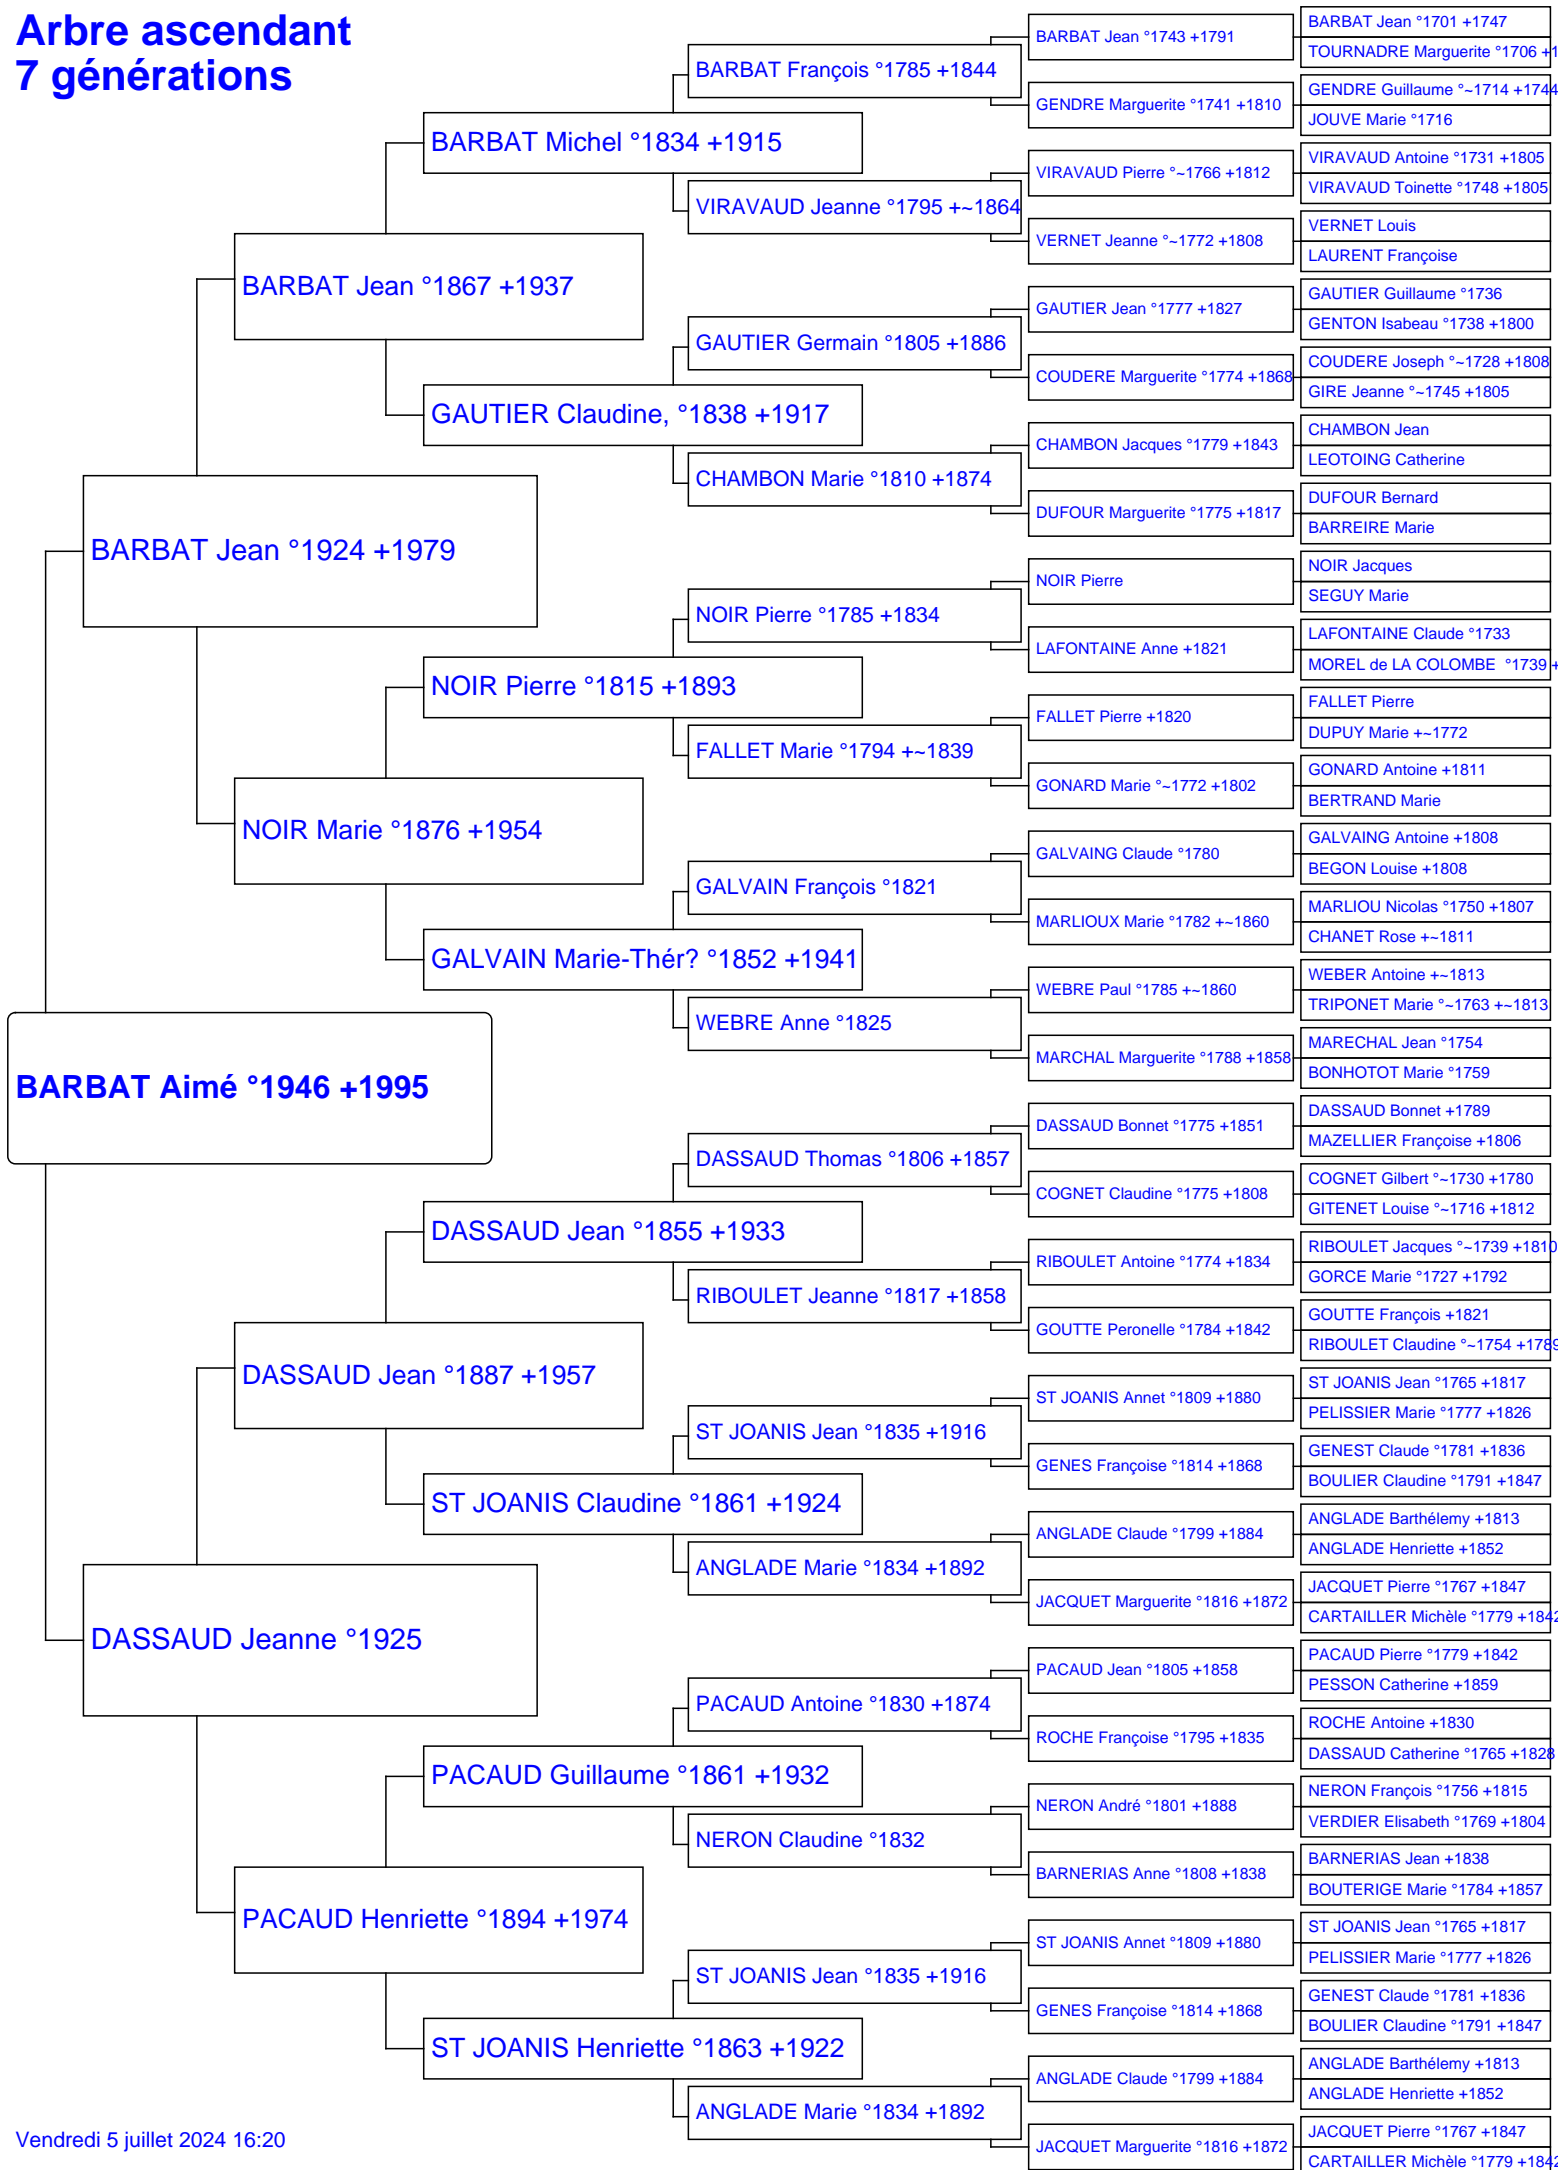 Arbre ascendant
7 générations
BARBAT Aimé °1946 +1995
BARBAT Jean °1924 +1979
DASSAUD Jeanne °1925
BARBAT Jean °1867 +1937
NOIR Marie °1876 +1954
DASSAUD Jean °1887 +1957
PACAUD Henriette °1894 +1974
BARBAT Michel °1834 +1915
GAUTIER Claudine, °1838 +1917
NOIR Pierre °1815 +1893
GALVAIN Marie-Thér? °1852 +1941
DASSAUD Jean °1855 +1933
ST JOANIS Claudine °1861 +1924
PACAUD Guillaume °1861 +1932
ST JOANIS Henriette °1863 +1922
BARBAT François °1785 +1844
VIRAVAUD Jeanne °1795 +~1864
GAUTIER Germain °1805 +1886
CHAMBON Marie °1810 +1874
NOIR Pierre °1785 +1834
FALLET Marie °1794 +~1839
GALVAIN François °1821
WEBRE Anne °1825
DASSAUD Thomas °1806 +1857
RIBOULET Jeanne °1817 +1858
ST JOANIS Jean °1835 +1916
ANGLADE Marie °1834 +1892
PACAUD Antoine °1830 +1874
NERON Claudine °1832
ST JOANIS Jean °1835 +1916
ANGLADE Marie °1834 +1892
BARBAT Jean °1743 +1791
GENDRE Marguerite °1741 +1810
VIRAVAUD Pierre °~1766 +1812
VERNET Jeanne °~1772 +1808
GAUTIER Jean °1777 +1827
COUDERE Marguerite °1774 +1868
CHAMBON Jacques °1779 +1843
DUFOUR Marguerite °1775 +1817
NOIR Pierre
LAFONTAINE Anne +1821
FALLET Pierre +1820
GONARD Marie °~1772 +1802
GALVAING Claude °1780
MARLIOUX Marie °1782 +~1860
WEBRE Paul °1785 +~1860
MARCHAL Marguerite °1788 +1858
DASSAUD Bonnet °1775 +1851
COGNET Claudine °1775 +1808
RIBOULET Antoine °1774 +1834
GOUTTE Peronelle °1784 +1842
ST JOANIS Annet °1809 +1880
GENES Françoise °1814 +1868
ANGLADE Claude °1799 +1884
JACQUET Marguerite °1816 +1872
PACAUD Jean °1805 +1858
ROCHE Françoise °1795 +1835
NERON André °1801 +1888
BARNERIAS Anne °1808 +1838
ST JOANIS Annet °1809 +1880
GENES Françoise °1814 +1868
ANGLADE Claude °1799 +1884
JACQUET Marguerite °1816 +1872
BARBAT Jean °1701 +1747
TOURNADRE Marguerite °1706 +1
GENDRE Guillaume °~1714 +1744
JOUVE Marie °1716
VIRAVAUD Antoine °1731 +1805
VIRAVAUD Toinette °1748 +1805
VERNET Louis
LAURENT Françoise
GAUTIER Guillaume °1736
GENTON Isabeau °1738 +1800
COUDERE Joseph °~1728 +1808
GIRE Jeanne °~1745 +1805
CHAMBON Jean
LEOTOING Catherine
DUFOUR Bernard
BARREIRE Marie
NOIR Jacques
SEGUY Marie
LAFONTAINE Claude °1733
MOREL de LA COLOMBE °1739 +
FALLET Pierre
DUPUY Marie +~1772
GONARD Antoine +1811
BERTRAND Marie
GALVAING Antoine +1808
BEGON Louise +1808
MARLIOU Nicolas °1750 +1807
CHANET Rose +~1811
WEBER Antoine +~1813
TRIPONET Marie °~1763 +~1813
MARECHAL Jean °1754
BONHOTOT Marie °1759
DASSAUD Bonnet +1789
MAZELLIER Françoise +1806
COGNET Gilbert °~1730 +1780
GITENET Louise °~1716 +1812
RIBOULET Jacques °~1739 +1810
GORCE Marie °1727 +1792
GOUTTE François +1821
RIBOULET Claudine °~1754 +1789
ST JOANIS Jean °1765 +1817
PELISSIER Marie °1777 +1826
GENEST Claude °1781 +1836
BOULIER Claudine °1791 +1847
ANGLADE Barthélemy +1813
ANGLADE Henriette +1852
JACQUET Pierre °1767 +1847
CARTAILLER Michèle °1779 +1842
PACAUD Pierre °1779 +1842
PESSON Catherine +1859
ROCHE Antoine +1830
DASSAUD Catherine °1765 +1828
NERON François °1756 +1815
VERDIER Elisabeth °1769 +1804
BARNERIAS Jean +1838
BOUTERIGE Marie °1784 +1857
ST JOANIS Jean °1765 +1817
PELISSIER Marie °1777 +1826
GENEST Claude °1781 +1836
BOULIER Claudine °1791 +1847
ANGLADE Barthélemy +1813
ANGLADE Henriette +1852
JACQUET Pierre °1767 +1847
CARTAILLER Michèle °1779 +1842
Vendredi 5 juillet 2024 16:20